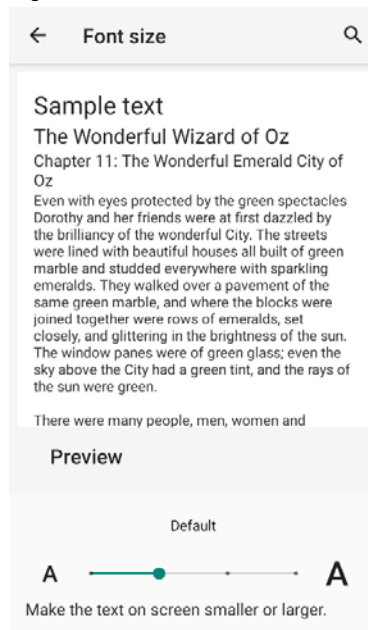 Font size
Sample text
The Wonderful Wizard of Oz
Chapter 11: The Wonderful Emerald City of
Oz
Even with eyes protected by the green spectacles
Dorothy and her friends were at first dazzled by
the brilliancy of the wonderful City. The streets
were lined with beautiful houses all built of green
marble and studded everywhere with sparkling
emeralds. They walked over a pavement of the
same green marble, and where the blocks were
joined together were rows of emeralds, set
closely, and glittering in the brightness of the sun.
The window panes were of green glass; even the
sky above the City had a green tint, and the rays of
the sun were green.
There were many people, men, women and
Preview
Default
A A
Make the text on screen smaller or larger.